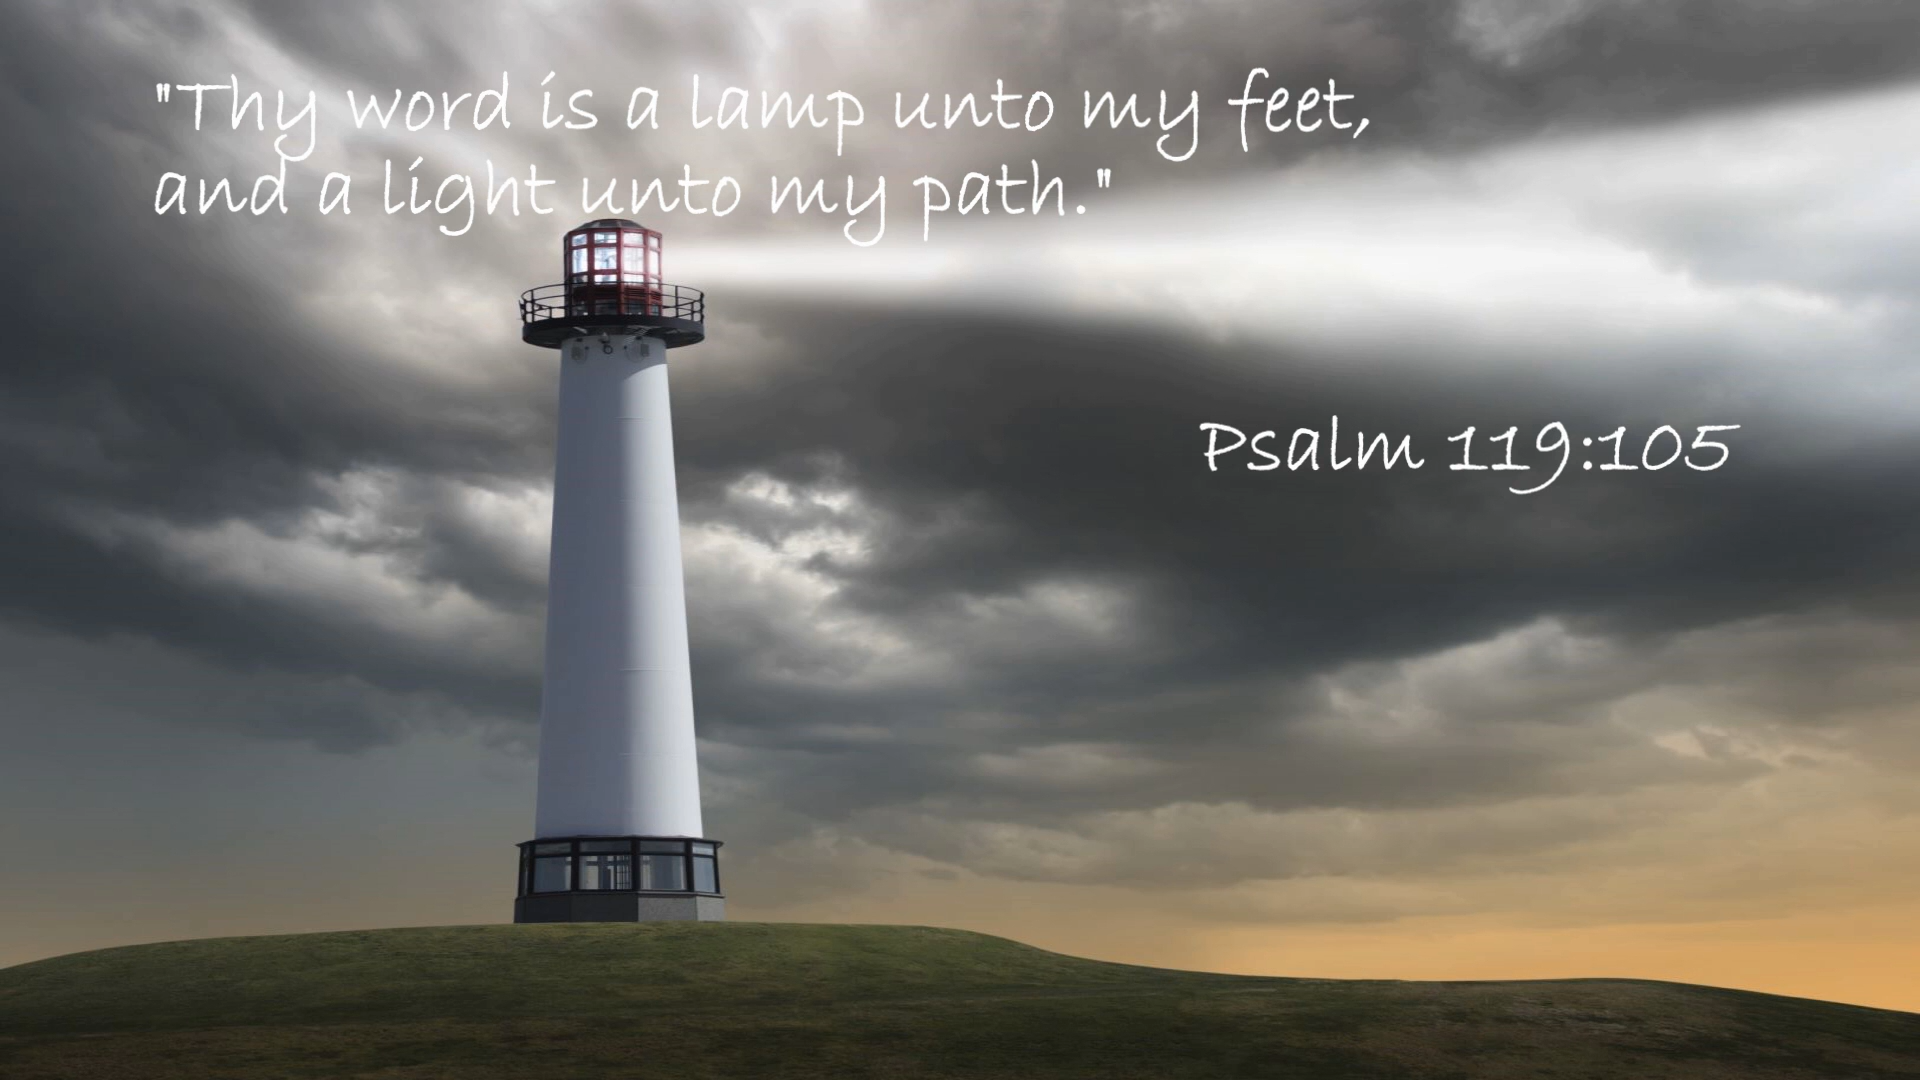 "Thy word is a lamp unto my feet,
and a light unto my path."
Psalm 119:105